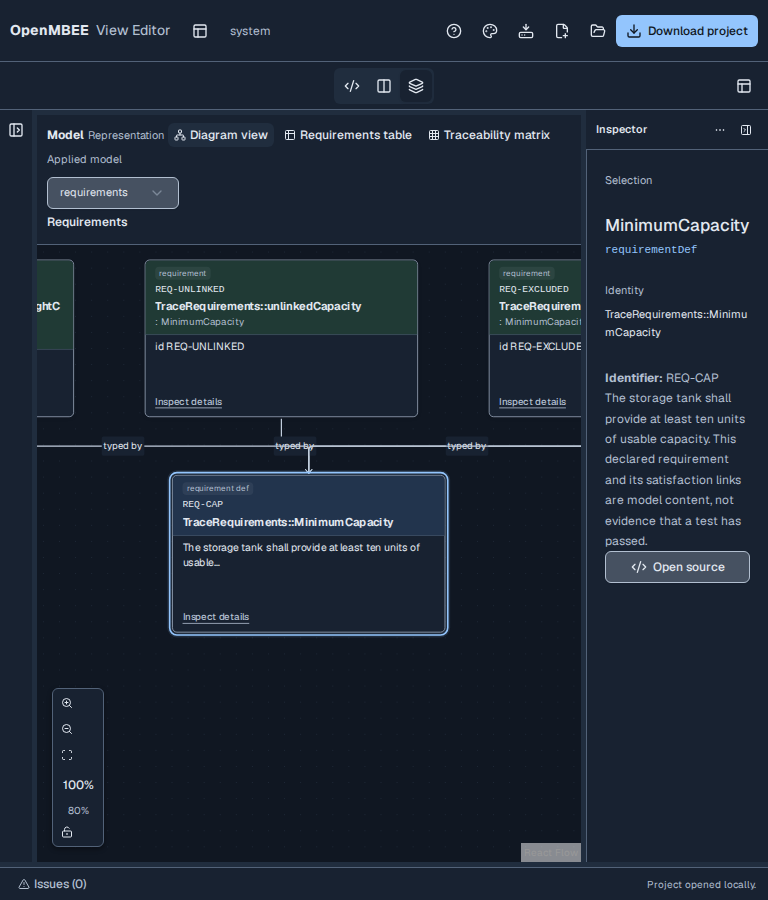 OpenMBEE View Editor system Download project
Model Representation Diagram view Requirements table Traceability matrix
Applied model
requirements
Requirements
Inspector
Selection
MinimumCapacity
requirementDef
Identity
TraceRequirements::Minimu
mCapacity
Identifier: REQ-CAP
The storage tank shall
provide at least ten units
of usable capacity. This
declared requirement
and its satisfaction links
are model content, not
evidence that a test has
passed.
Open source
ghtC
requirement
REQ-UNLINKED
TraceRequirements::unlinkedCapacity
: MinimumCapacity
id REQ-UNLINKED
Inspect details
requirement
REQ-EXCLUDED
TraceRequirem
: MinimumCapacit
id REQ-EXCLUDE
Inspect details
typed by typed by typed by
requirement def
REQ-CAP
TraceRequirements::MinimumCapacity
The storage tank shall provide at least ten units of
usable…
Inspect details
100%
80%
React Flow
Issues (0)
Project opened locally.